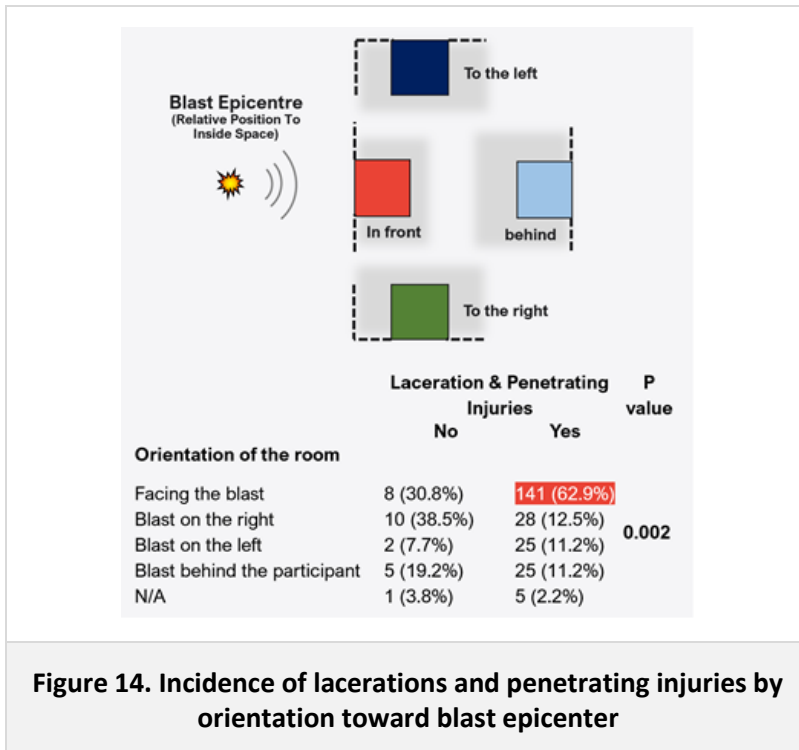 To the left
Blast Epicentre
(Relative Position To
Inside Space)
In front
behind
To the right
Laceration & Penetrating P
Injuries value
No Yes
Orientation of the room
Facing the blast 8 (30.8%) 141 (62.9%)
Blast on the right 10 (38.5%) 28 (12.5%)
0.002
Blast on the left 2 (7.7%) 25 (11.2%)
Blast behind the participant 5 (19.2%) 25 (11.2%)
N/A 1 (3.8%) 5 (2.2%)
Figure 14. Incidence of lacerations and penetrating injuries by
orientation toward blast epicenter